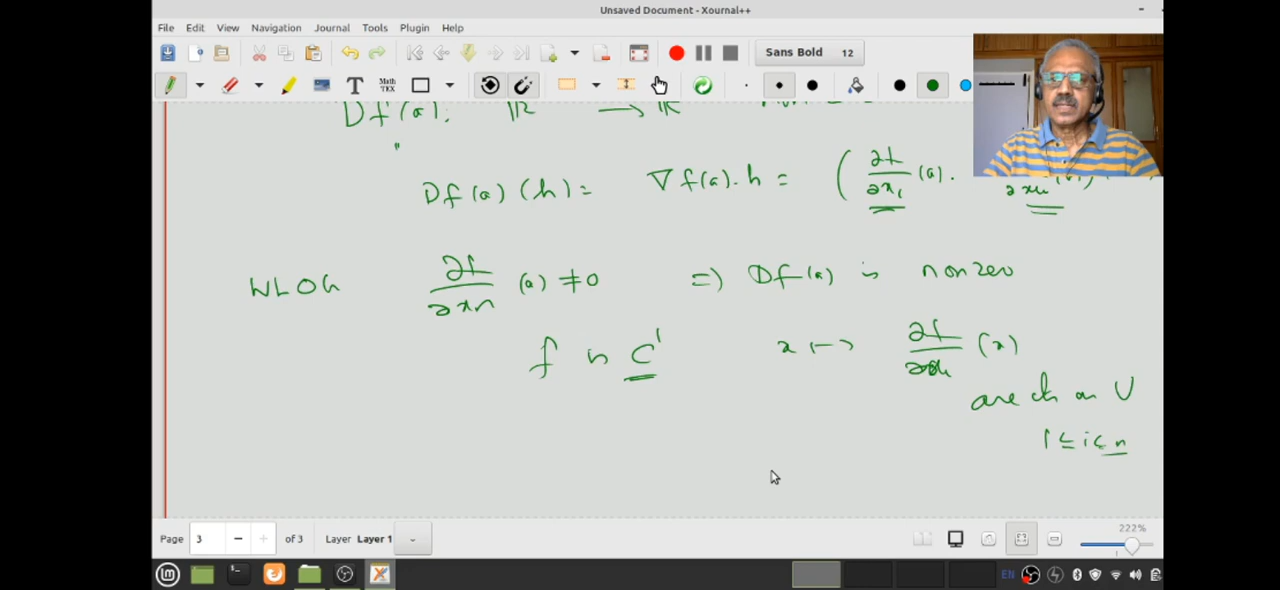 Unsaved Document - Xournal++
File Edit View Navigation Journal Tools Plugin Help
Sans Bold 12
T Math TEX
Df(a): ℝ → ℝ
Df(a)(h) = ∇f(a).h = ( ∂f/∂x₁ (a).
WLOG ∂f/∂xn (a) ≠ 0 => Df(a) is nonzero
f is C¹ x ↦ ∂f/∂xi (x)
are cts on U
1 ≤ i ≤ n
222%
Page 3 of 3 Layer Layer 1
EN